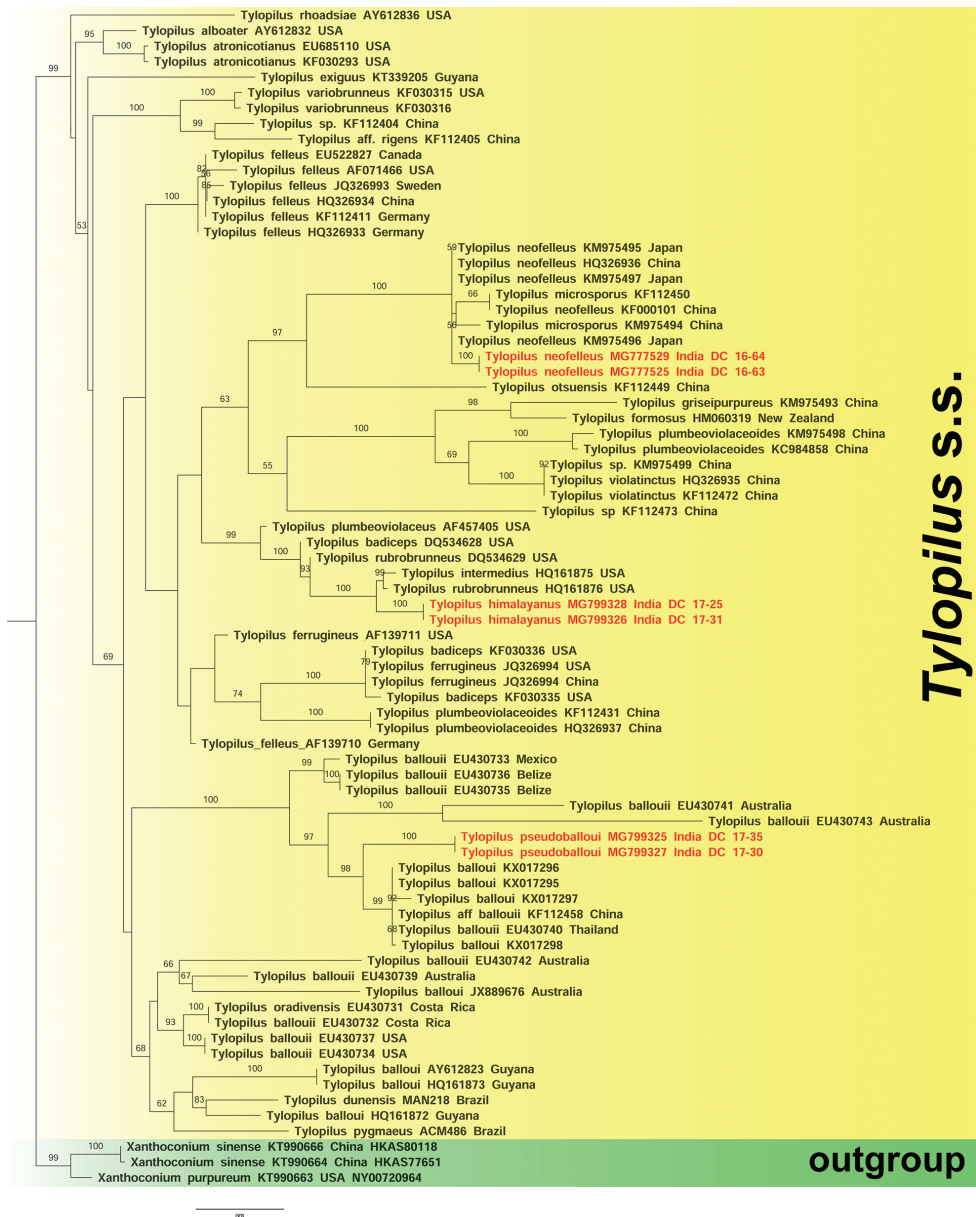 Tylopilus rhoadsiae AY612836 USA
95
Tylopilus alboater AY612832 USA
100
Tylopilus atronicotianus EU685110 USA
Tylopilus atronicotianus KF030293 USA
99
Tylopilus exiguus KT339205 Guyana
100
Tylopilus variobrunneus KF030315 USA
100
Tylopilus variobrunneus KF030316
99
Tylopilus sp. KF112404 China
Tylopilus aff. rigens KF112405 China
Tylopilus felleus EU522827 Canada
82
Tylopilus felleus AF071466 USA
Tylopilus felleus JQ326993 Sweden
100
Tylopilus felleus HQ326934 China
Tylopilus felleus KF112411 Germany
53
Tylopilus felleus HQ326933 Germany
59
Tylopilus neofelleus KM975495 Japan
Tylopilus neofelleus HQ326936 China
Tylopilus neofelleus KM975497 Japan
100
66
Tylopilus microsporus KF112450
Tylopilus neofelleus KF000101 China
Tylopilus microsporus KM975494 China
97
Tylopilus neofelleus KM975496 Japan
100
Tylopilus neofelleus MG777529 India DC 16-64
Tylopilus neofelleus MG777525 India DC 16-63
Tylopilus otsuensis KF112449 China
63
98
Tylopilus griseipurpureus KM975493 China
Tylopilus formosus HM060319 New Zealand
100
100
Tylopilus plumbeoviolaceoides KM975498 China
Tylopilus plumbeoviolaceoides KC984858 China
69
55
92
Tylopilus sp. KM975499 China
100
Tylopilus violatinctus HQ326935 China
Tylopilus violatinctus KF112472 China
Tylopilus sp KF112473 China
99
Tylopilus plumbeoviolaceus AF457405 USA
Tylopilus badiceps DQ534628 USA
100
Tylopilus rubrobrunneus DQ534629 USA
93
99
Tylopilus intermedius HQ161875 USA
Tylopilus rubrobrunneus HQ161876 USA
100
100
Tylopilus himalayanus MG799328 India DC 17-25
Tylopilus himalayanus MG799326 India DC 17-31
Tylopilus ferrugineus AF139711 USA
Tylopilus badiceps KF030336 USA
79
Tylopilus ferrugineus JQ326994 USA
100
Tylopilus ferrugineus JQ326994 China
Tylopilus badiceps KF030335 USA
74
100
Tylopilus plumbeoviolaceoides KF112431 China
Tylopilus plumbeoviolaceoides HQ326937 China
69
Tylopilus_felleus_AF139710 Germany
99
Tylopilus ballouii EU430733 Mexico
100
Tylopilus ballouii EU430736 Belize
Tylopilus ballouii EU430735 Belize
100
100
Tylopilus ballouii EU430741 Australia
Tylopilus ballouii EU430743 Australia
97
100
Tylopilus pseudoballoui MG799325 India DC 17-35
Tylopilus pseudoballoui MG799327 India DC 17-30
98
Tylopilus balloui KX017296
Tylopilus balloui KX017295
99
92
Tylopilus balloui KX017297
Tylopilus aff ballouii KF112458 China
68
Tylopilus ballouii EU430740 Thailand
Tylopilus balloui KX017298
66
Tylopilus ballouii EU430742 Australia
67
Tylopilus ballouii EU430739 Australia
Tylopilus balloui JX889676 Australia
100
Tylopilus oradivensis EU430731 Costa Rica
93
Tylopilus ballouii EU430732 Costa Rica
100
Tylopilus ballouii EU430737 USA
68
Tylopilus ballouii EU430734 USA
100
Tylopilus balloui AY612823 Guyana
Tylopilus balloui HQ161873 Guyana
83
Tylopilus dunensis MAN218 Brazil
62
Tylopilus balloui HQ161872 Guyana
Tylopilus pygmaeus ACM486 Brazil
Tylopilus s.s.
100
Xanthoconium sinense KT990666 China HKAS80118
99
Xanthoconium sinense KT990664 China HKAS77651
Xanthoconium purpureum KT990663 USA NY00720964
outgroup